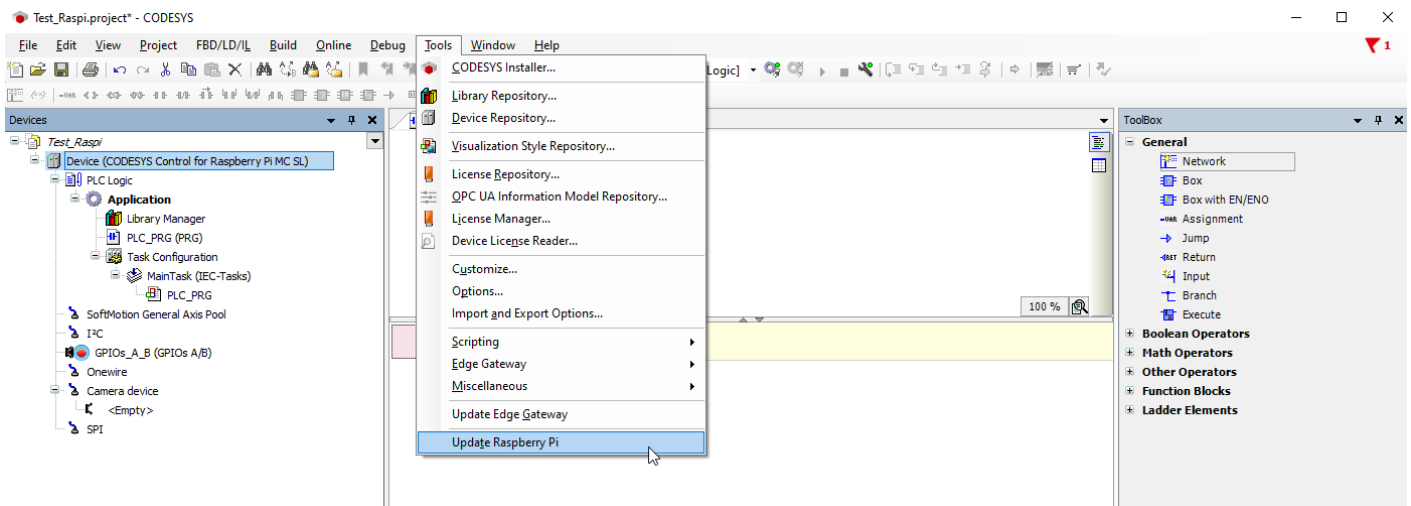 Test_Raspi.project* - CODESYS
File Edit View Project FBD/LD/IL Build Online Debug Tools Window Help
1
CODESYS Installer...
Logic]
Library Repository...
Device Repository...
Visualization Style Repository...
License Repository...
OPC UA Information Model Repository...
License Manager...
Device License Reader...
Customize...
Options...
Import and Export Options...
Scripting
Edge Gateway
Miscellaneous
Update Edge Gateway
Update Raspberry Pi
Devices
Test_Raspi
Device (CODESYS Control for Raspberry Pi MC SL)
PLC Logic
Application
Library Manager
PLC_PRG (PRG)
Task Configuration
MainTask (IEC-Tasks)
PLC_PRG
SoftMotion General Axis Pool
I²C
GPIOs_A_B (GPIOs A/B)
Onewire
Camera device
<Empty>
SPI
100 %
ToolBox
General
Network
Box
Box with EN/ENO
VAR Assignment
Jump
RET Return
Input
Branch
Execute
Boolean Operators
Math Operators
Other Operators
Function Blocks
Ladder Elements